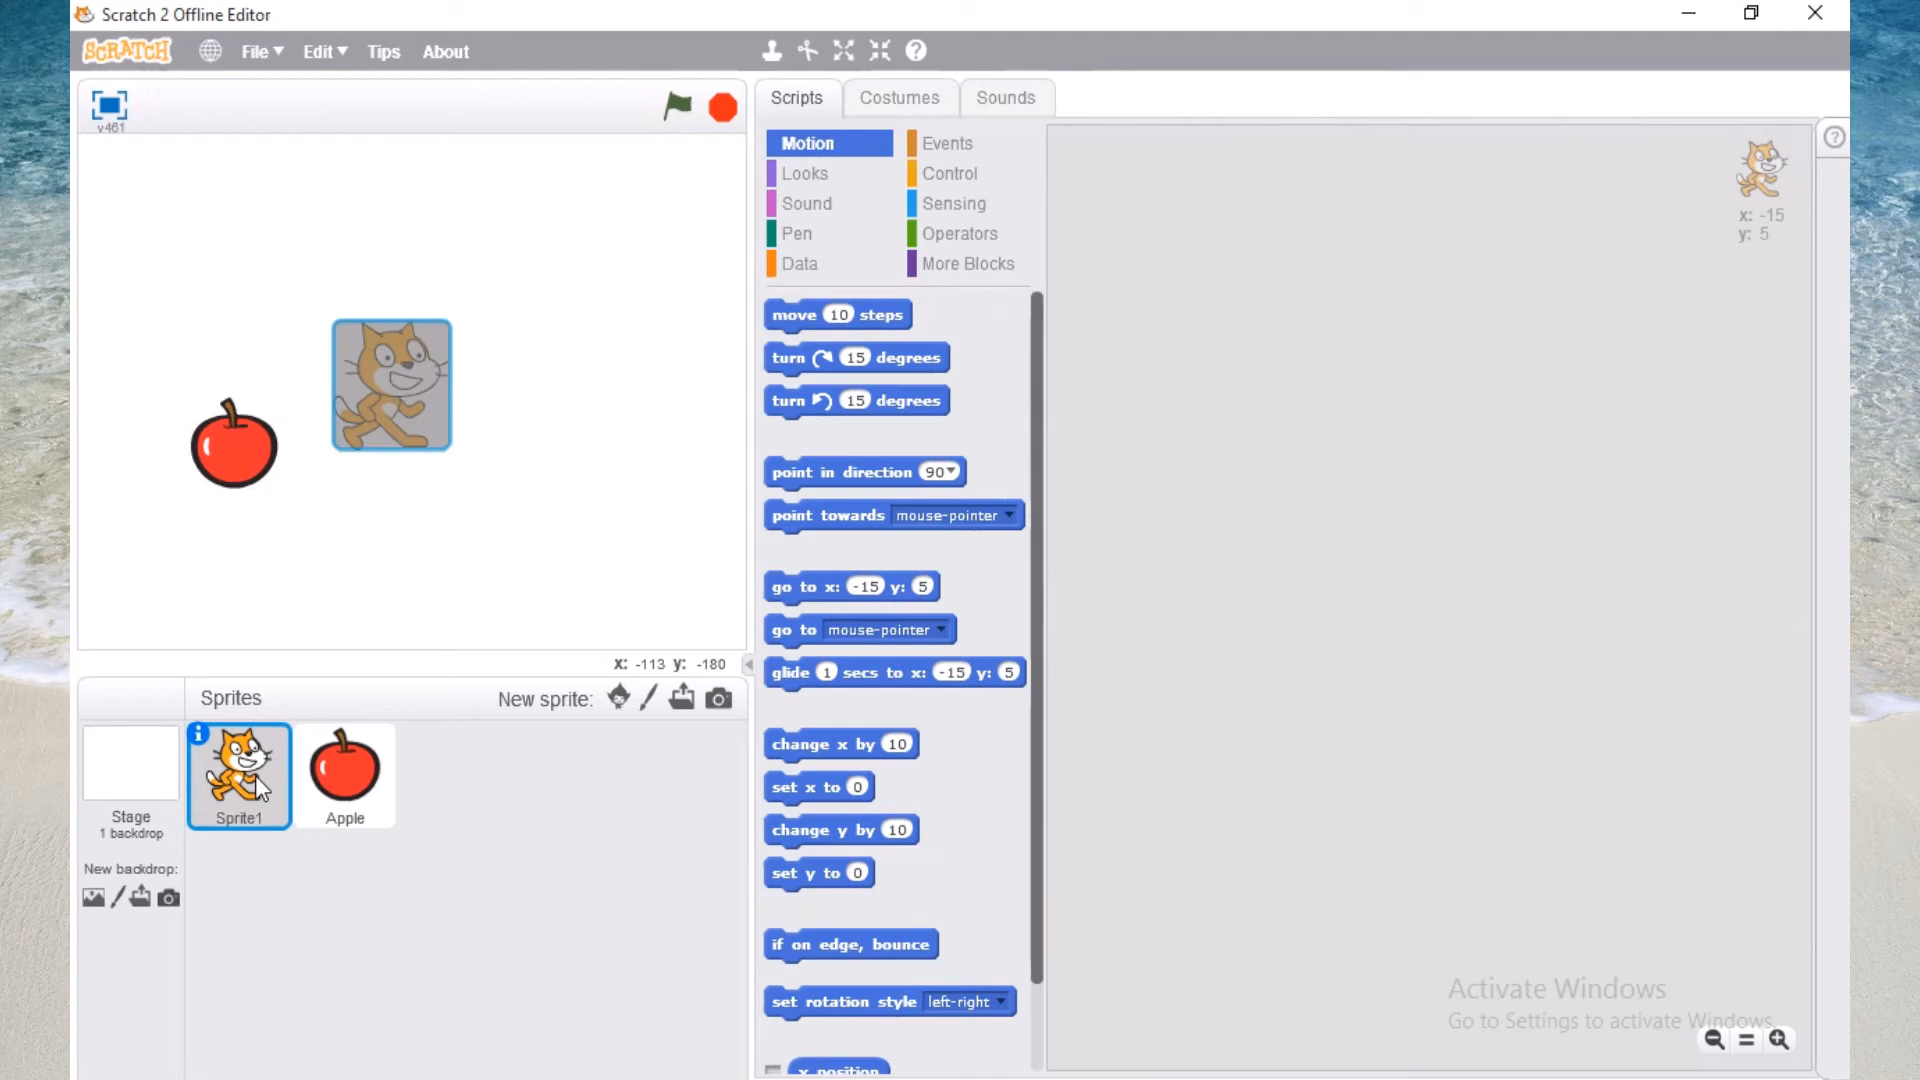 Scratch 2 Offline Editor
SCRATCH File Edit Tips About
v461
Scripts Costumes Sounds
Motion Events
Looks Control
Sound Sensing
Pen Operators
Data More Blocks
x: -15
y: 5
move 10 steps
turn 15 degrees
turn 15 degrees
point in direction 90
point towards mouse-pointer
go to x: -15 y: 5
go to mouse-pointer
glide 1 secs to x: -15 y: 5
change x by 10
set x to 0
change y by 10
set y to 0
if on edge, bounce
set rotation style left-right
x position
x: -113 y: -180
Sprites New sprite:
Stage
1 backdrop
New backdrop:
Sprite1
Apple
Activate Windows
Go to Settings to activate Windows.